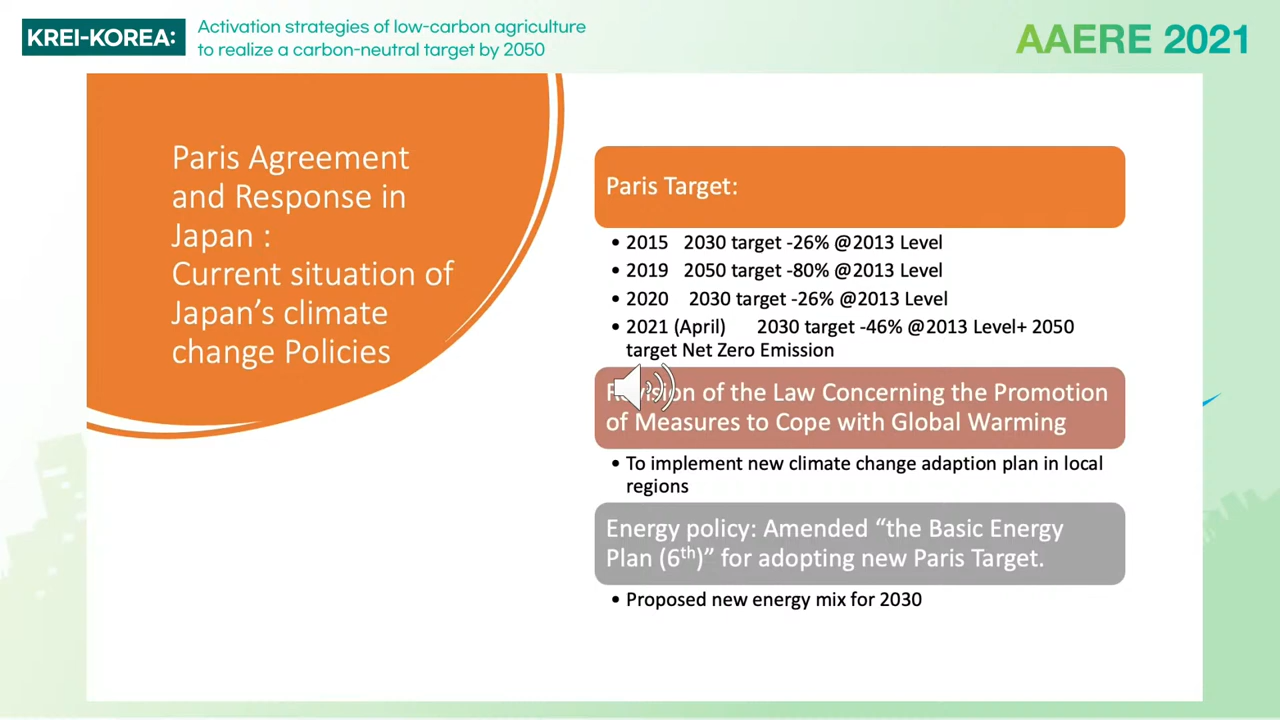 KREI-KOREA:
Activation strategies of low-carbon agriculture
to realize a carbon-neutral target by 2050
AAERE 2021
Paris Agreement
and Response in
Japan :
Current situation of
Japan's climate
change Policies
Paris Target:
• 2015 2030 target -26% @2013 Level
• 2019 2050 target -80% @2013 Level
• 2020 2030 target -26% @2013 Level
• 2021 (April) 2030 target -46% @2013 Level+ 2050
target Net Zero Emission
Revision of the Law Concerning the Promotion
of Measures to Cope with Global Warming
• To implement new climate change adaption plan in local
regions
Energy policy: Amended “the Basic Energy
Plan (6th)” for adopting new Paris Target.
• Proposed new energy mix for 2030